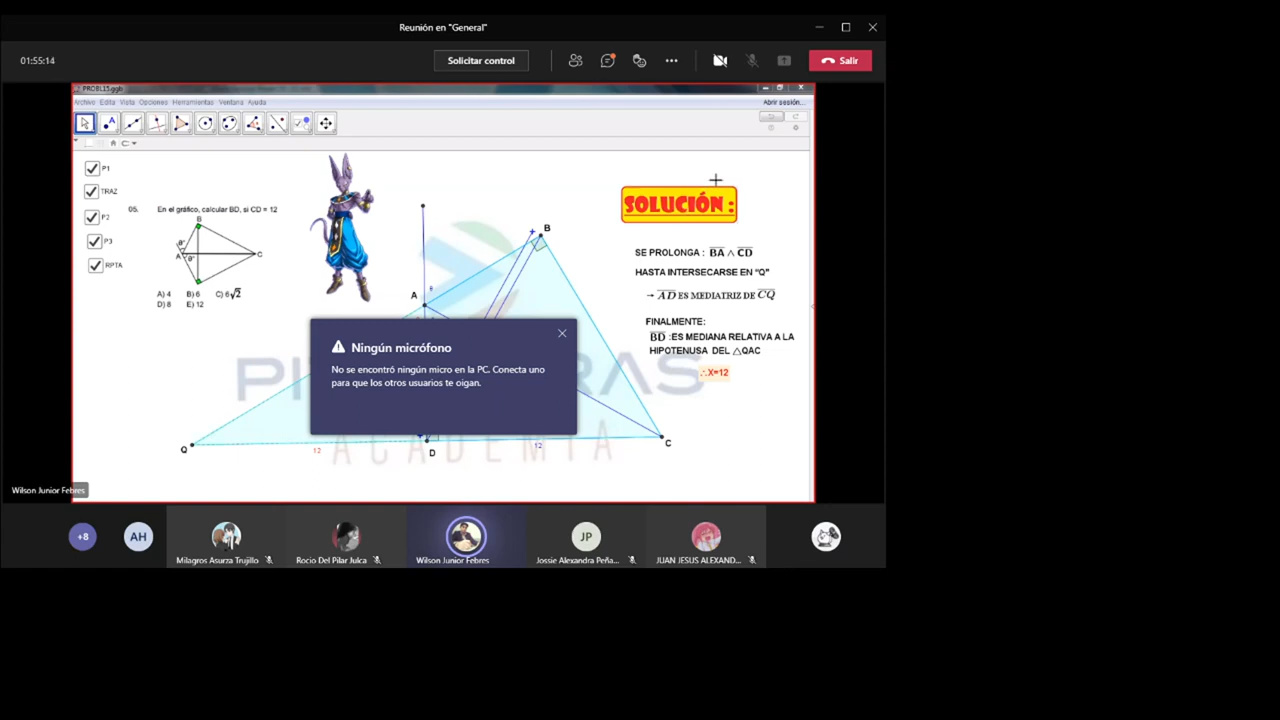 Reunión en "General"
01:55:14
Solicitar control
Salir
PROBL15.ggb
Archivo Edita Vista Opciones Herramientas Ventana Ayuda
Abrir sesión...
P1
TRAZ
P2
P3
RPTA
05. En el gráfico, calcular BD, si CD = 12
B
θ°
A
θ°
C
A) 4 B) 6 C) 6√2
D) 8 E) 12
SOLUCIÓN :
SE PROLONGA : BA ∧ CD
HASTA INTERSECARSE EN "Q"
→ AD ES MEDIATRIZ DE CQ
FINALMENTE:
BD :ES MEDIANA RELATIVA A LA
HIPOTENUSA DEL △QAC
∴X=12
B
A
θ
Ningún micrófono
No se encontró ningún micro en la PC. Conecta uno
para que los otros usuarios te oigan.
ACADEMIA
Q
12
D
12
C
Wilson Junior Febres
+8
AH
JP
Milagros Asurza Trujillo
Rocio Del Pilar Julca
Wilson Junior Febres
Jossie Alexandra Peña...
JUAN JESUS ALEXAND...